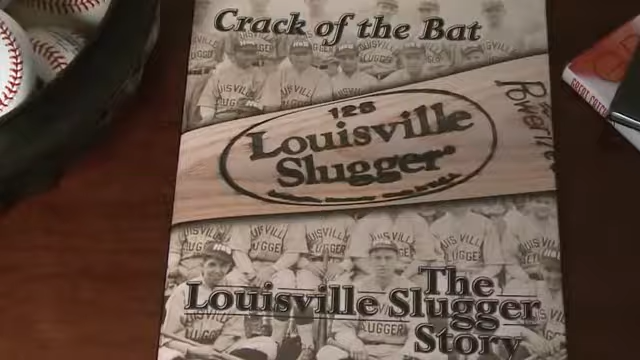 Crack of the Bat
125
Louisville
Slugger
Powerized
The
Louisville Slugger
Story